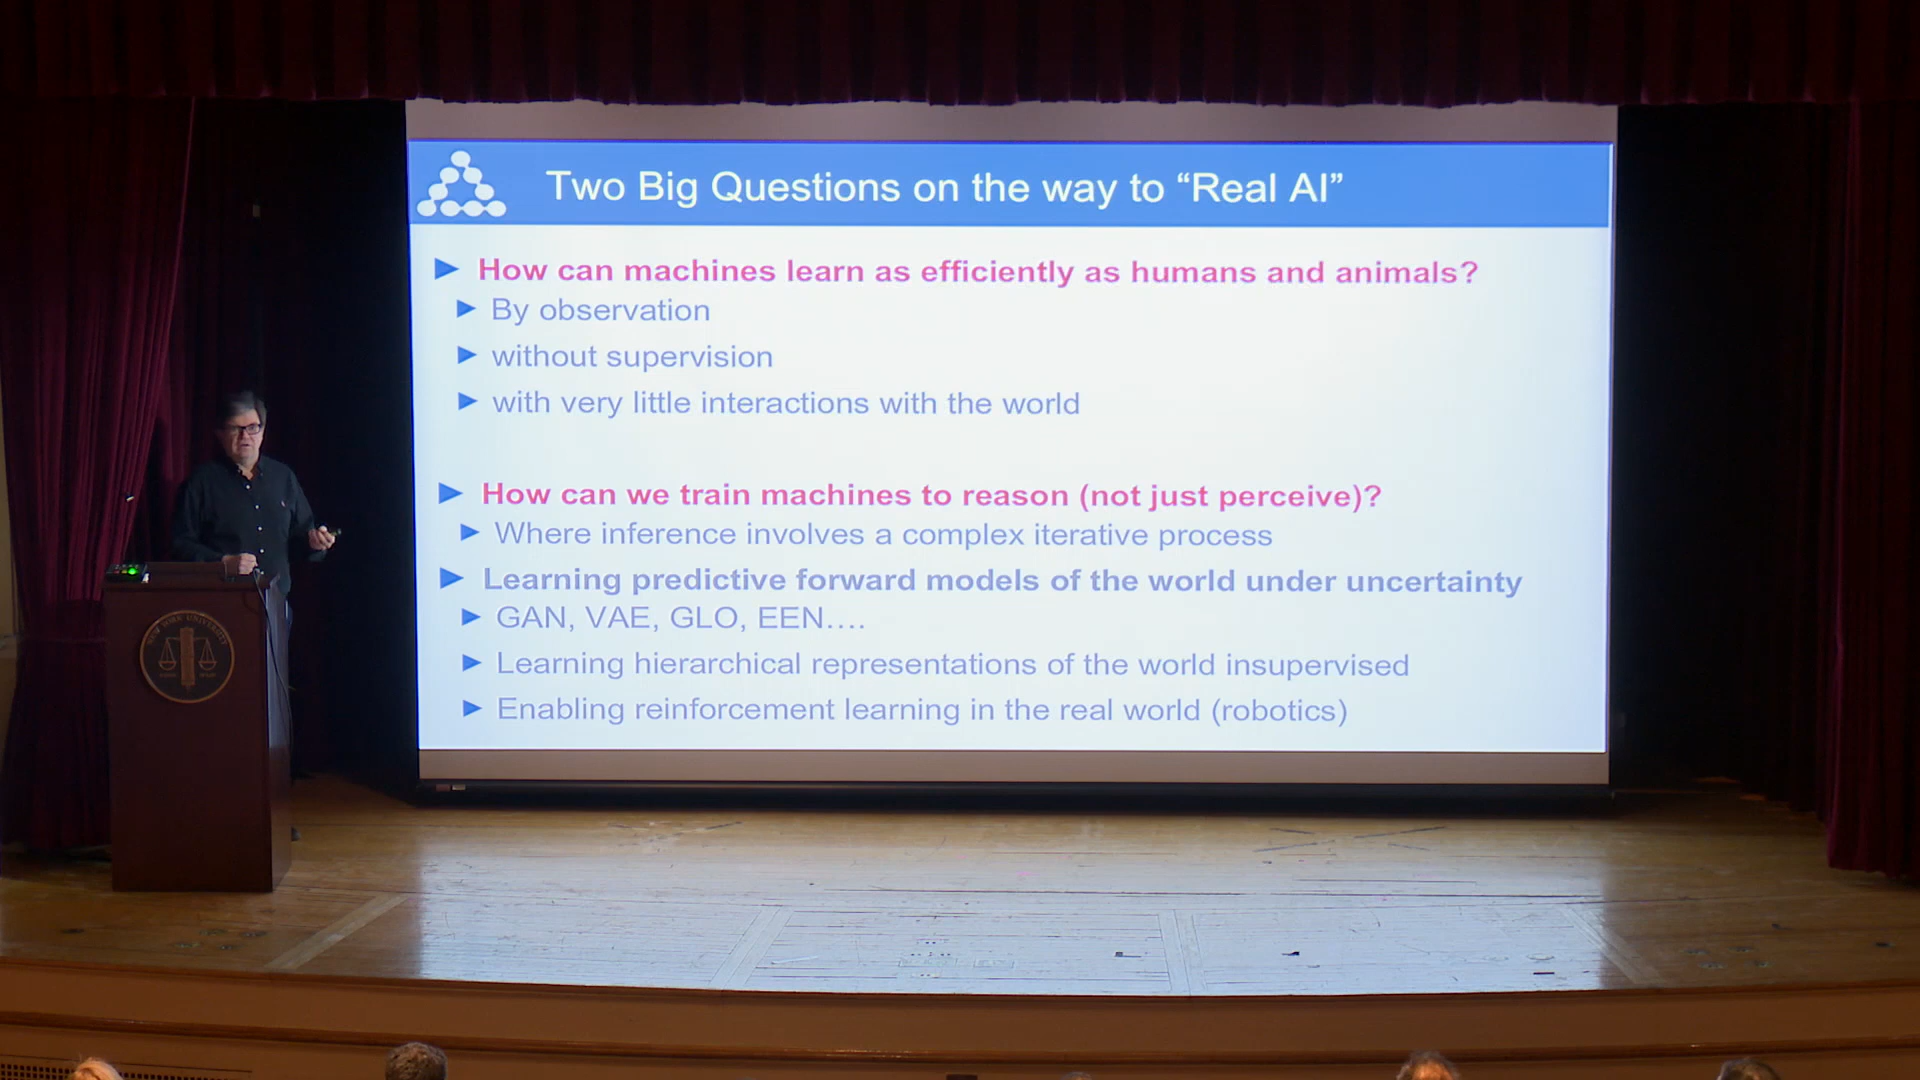 Two Big Questions on the way to “Real AI”
How can machines learn as efficiently as humans and animals?
By observation
without supervision
with very little interactions with the world
How can we train machines to reason (not just perceive)?
Where inference involves a complex iterative process
Learning predictive forward models of the world under uncertainty
GAN, VAE, GLO, EEN....
Learning hierarchical representations of the world insupervised
Enabling reinforcement learning in the real world (robotics)
NEW YORK UNIVERSITY